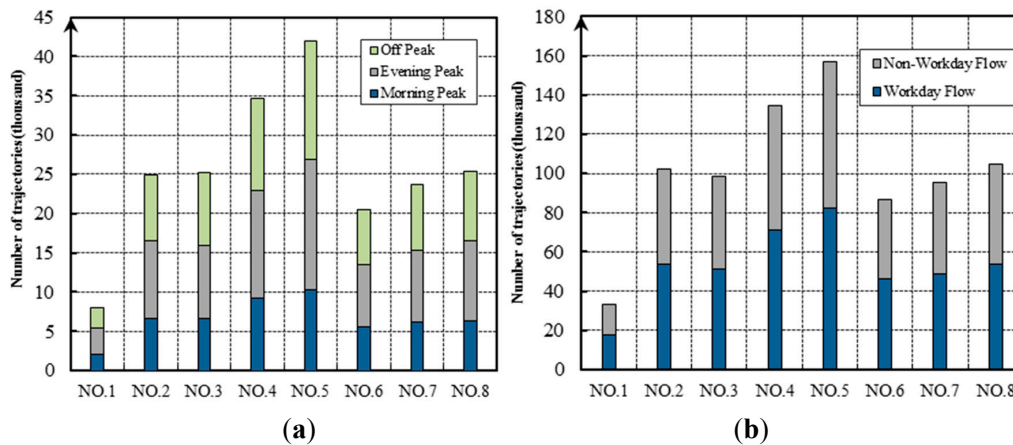 45
40
35
30
25
20
15
10
5
0
Number of trajectories(thousand)
Off Peak
Evening Peak
Morning Peak
NO.1 NO.2 NO.3 NO.4 NO.5 NO.6 NO.7 NO.8
(a)
180
160
140
120
100
80
60
40
20
0
Number of trajectories(thousand)
Non-Workday Flow
Workday Flow
NO.1 NO.2 NO.3 NO.4 NO.5 NO.6 NO.7 NO.8
(b)